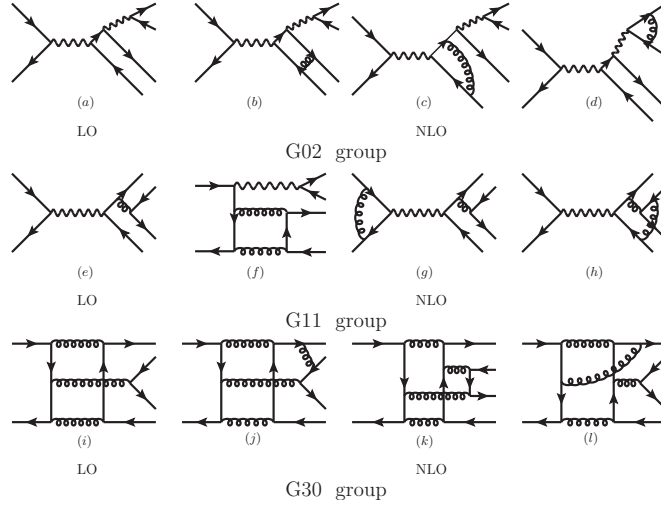 (a) (b) (c) (d)
LO NLO
G02 group
(e) (f) (g) (h)
LO NLO
G11 group
(i) (j) (k) (l)
LO NLO
G30 group